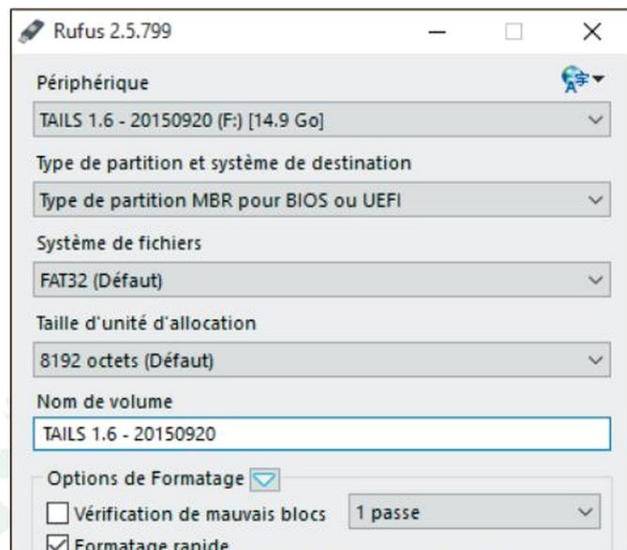 Rufus 2.5.799
Périphérique
TAILS 1.6 - 20150920 (F:) [14.9 Go]
Type de partition et système de destination
Type de partition MBR pour BIOS ou UEFI
Système de fichiers
FAT32 (Défaut)
Taille d'unité d'allocation
8192 octets (Défaut)
Nom de volume
TAILS 1.6 - 20150920
Options de Formatage
Vérification de mauvais blocs 1 passe
Formatage rapide